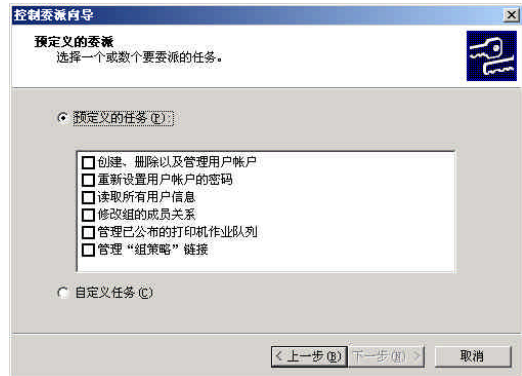 控制委派向导
预定义的委派
选择一个或数个要委派的任务。
预定义的任务(P):
创建、删除以及管理用户帐户
重新设置用户帐户的密码
读取所有用户信息
修改组的成员关系
管理已公布的打印机作业队列
管理“组策略”链接
自定义任务(C)
< 上一步(B) 下一步(N) > 取消